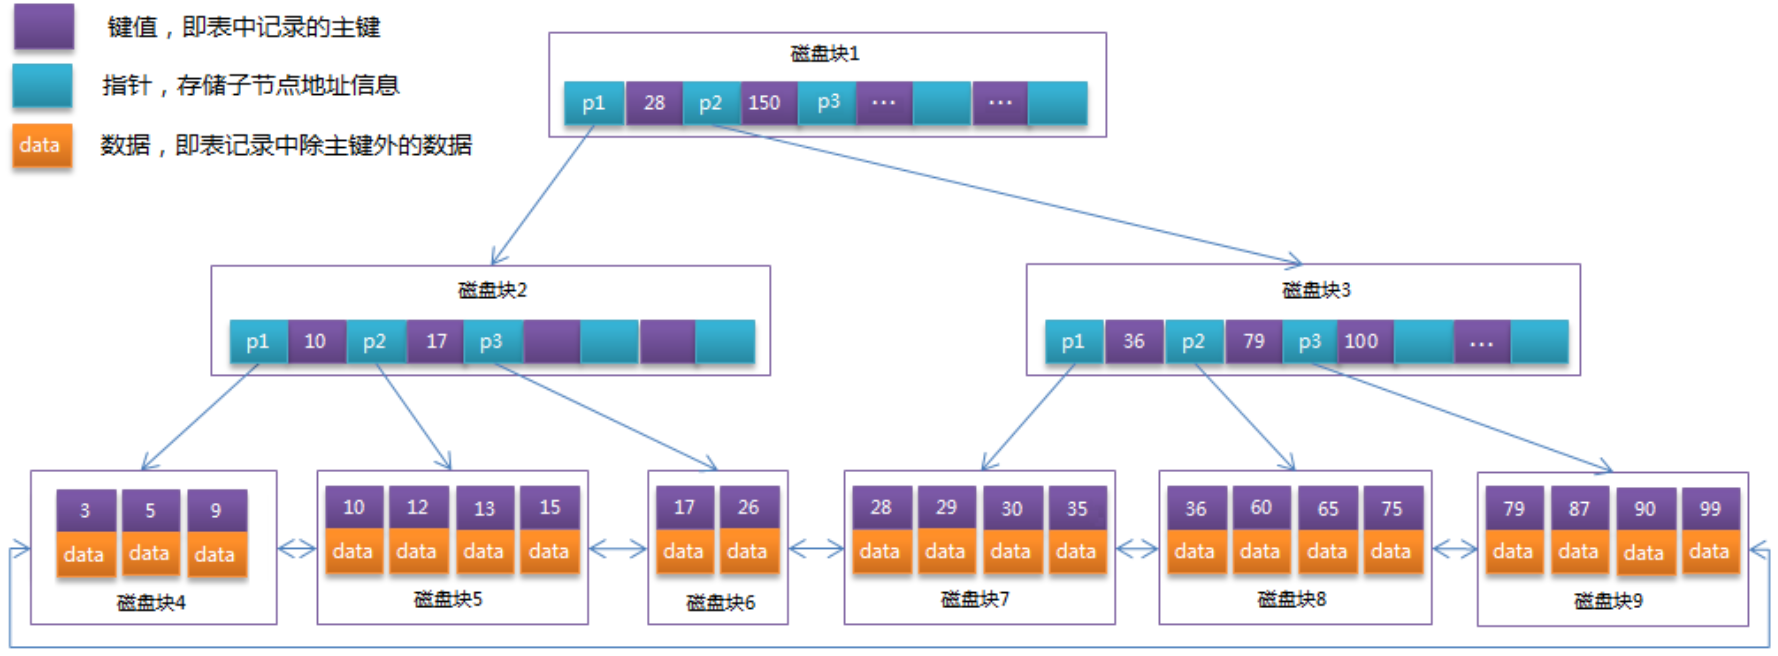 键值，即表中记录的主键
指针，存储子节点地址信息
data 数据，即表记录中除主键外的数据
磁盘块1
p1 28 p2 150 p3 ... ...
磁盘块2
p1 10 p2 17 p3
磁盘块3
p1 36 p2 79 p3 100 ...
3 5 9
data data data
磁盘块4
10 12 13 15
data data data data
磁盘块5
17 26
data data
磁盘块6
28 29 30 35
data data data data
磁盘块7
36 60 65 75
data data data data
磁盘块8
79 87 90 99
data data data data
磁盘块9